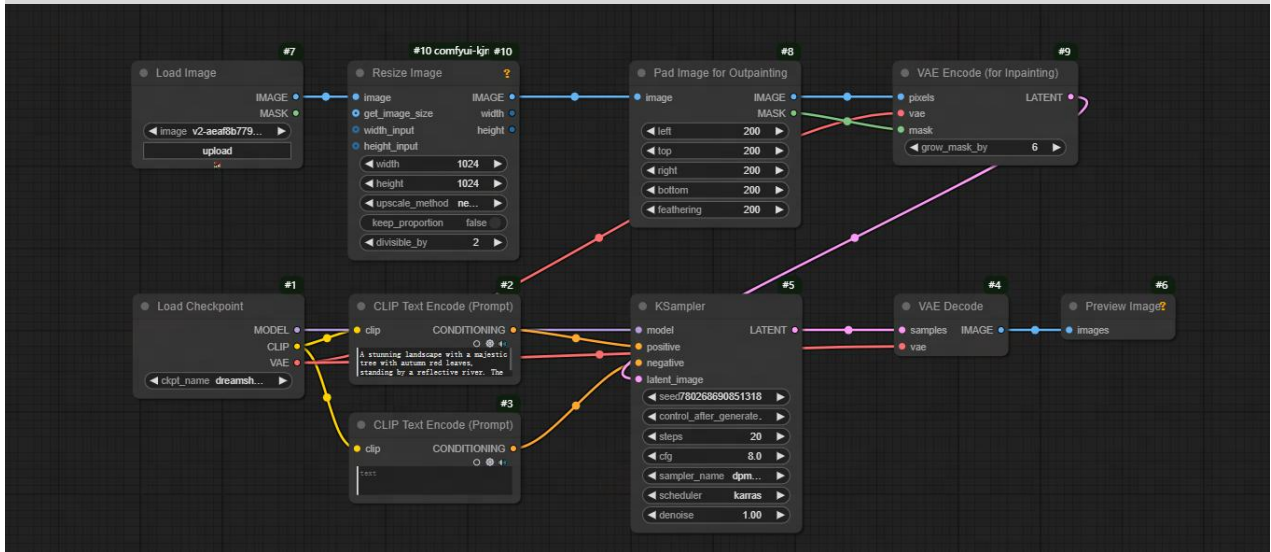 #7
Load Image
IMAGE
MASK
image v2-aeaf8b779...
upload
#10 comfyui-kjn #10
Resize Image ?
image IMAGE
get_image_size width
width_input height
height_input
width 1024
height 1024
upscale_method ne...
keep_proportion false
divisible_by 2
#8
Pad Image for Outpainting
image IMAGE
MASK
left 200
top 200
right 200
bottom 200
feathering 200
#9
VAE Encode (for Inpainting)
pixels LATENT
vae
mask
grow_mask_by 6
#1
Load Checkpoint
MODEL
CLIP
VAE
ckpt_name dreamsh...
#2
CLIP Text Encode (Prompt)
clip CONDITIONING
A stunning landscape with a majestic
tree with autumn red leaves,
standing by a reflective river. The
#3
CLIP Text Encode (Prompt)
clip CONDITIONING
text
#5
KSampler
model LATENT
positive
negative
latent_image
seed780268690851318
control_after_generate.
steps 20
cfg 8.0
sampler_name dpm...
scheduler karras
denoise 1.00
#4
VAE Decode
samples IMAGE
vae
#6
Preview Image?
images